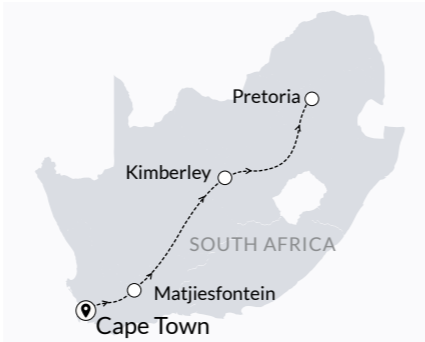 Pretoria
Kimberley
SOUTH AFRICA
Matjiesfontein
Cape Town